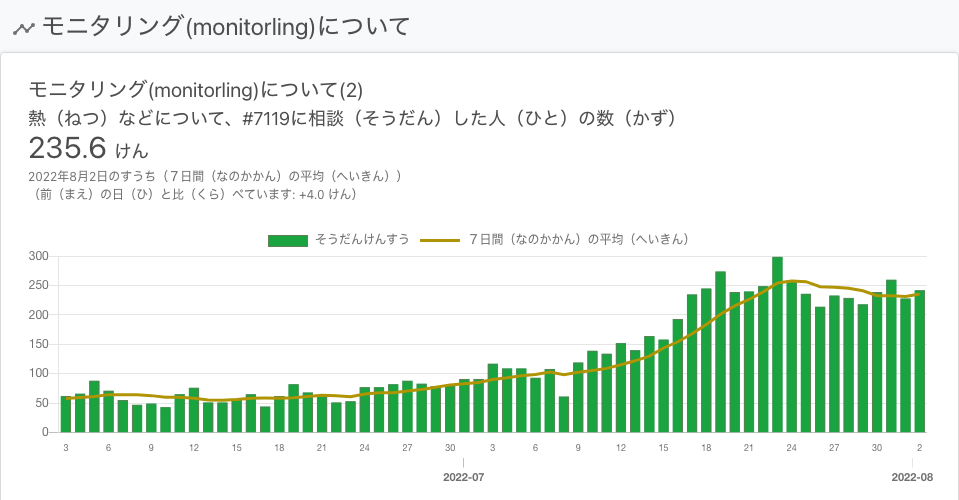 モニタリング(monitorling)について
モニタリング(monitorling)について(2)
熱（ねつ）などについて、#7119に相談（そうだん）した人（ひと）の数（かず）
235.6 けん
2022年8月2日のすうち（７日間（なのかかん）の平均（へいきん））
（前（まえ）の日（ひ）と比（くら）べています: +4.0 けん）
そうだんけんすう ７日間（なのかかん）の平均（へいきん）
300
250
200
150
100
50
0
3 6 9 12 15 18 21 24 27 30 3 6 9 12 15 18 21 24 27 30 2
2022-07 2022-08